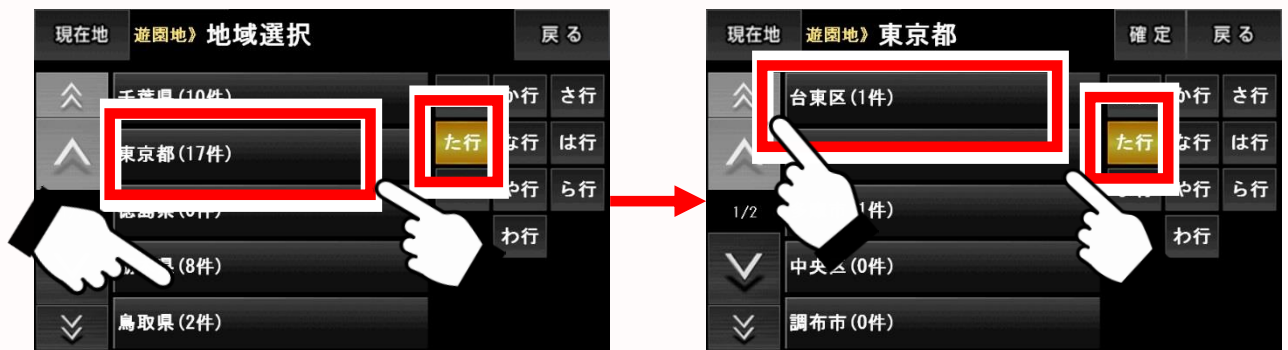 現在地 遊園地》地域選択 戻る
千葉県(10件)
東京都(17件)
(8件)
鳥取県(2件)
か行 さ行
た行 な行 は行
や行 ら行
わ行
現在地 遊園地》東京都 確定 戻る
台東区(1件)
1/2
(1件)
中央区(0件)
調布市(0件)
か行 さ行
た行 な行 は行
や行 ら行
わ行